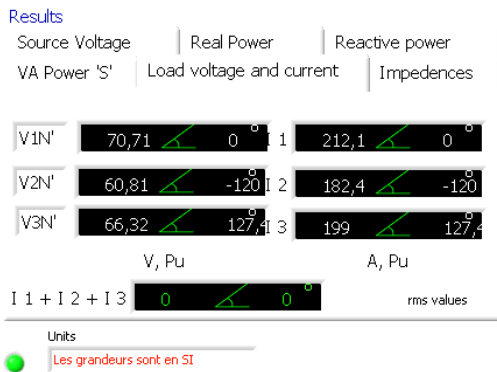 Results
Source Voltage Real Power Reactive power
VA Power 'S' Load voltage and current Impedences
V1N' 70,71 0° I 1 212,1 0°
V2N' 60,81 -120° I 2 182,4 -120°
V3N' 66,32 127,4° I 3 199 127,4°
V, Pu A, Pu
I 1 + I 2 + I 3 0 0° rms values
Units
Les grandeurs sont en SI